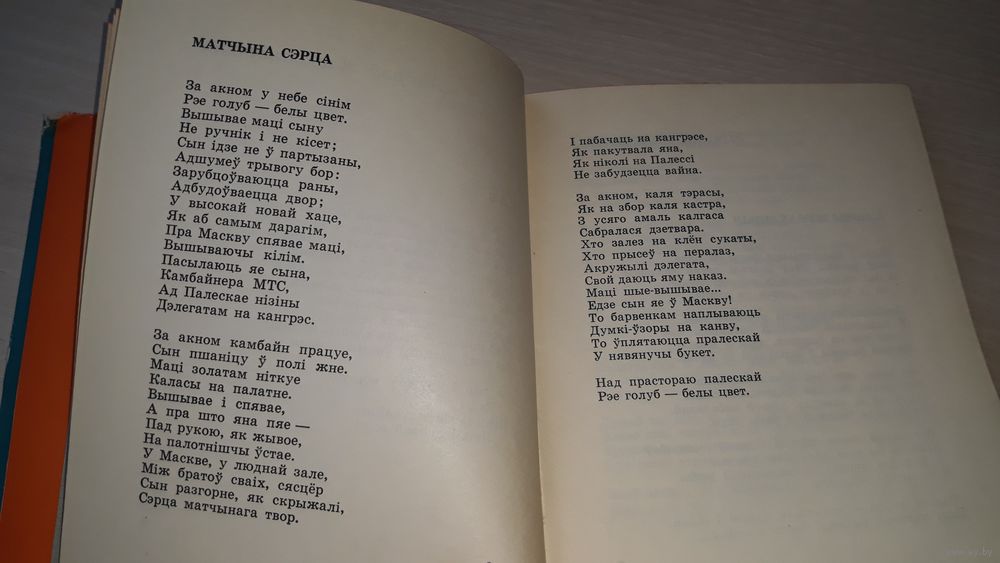 МАТЧЫНА СЭРЦА
За акном у небе сінім
Рэе голуб — белы цвет.
Вышывае маці сыну
Не ручнік і не кісет;
Сын ідзе не ў партызаны,
Адшумеў трывогу бор:
Зарубцоўваюцца раны,
Адбудоўваецца двор;
У высокай новай хаце,
Як аб самым дарагім,
Пра Маскву спявае маці,
Вышываючы кілім.
Пасылаюць яе сына,
Камбайнера МТС,
Ад Палескае нізіны
Дэлегатам на кангрэс.
За акном камбайн працуе,
Сын пшаніцу ў полі жне.
Маці золатам ніткуе
Каласы на палатне.
Вышывае і спявае,
А пра што яна пяе —
Пад рукою, як жывое,
На палотнішчы ўстае.
У Маскве, у люднай зале,
Між братоў сваіх, сясцёр
Сын разгорне, як скрыжалі,
Сэрца матчынага твор.
І пабачаць на кангрэсе,
Як пакутвала яна,
Як ніколі на Палессі
Не забудзецца вайна.
За акном, каля тэрасы,
Як на збор каля кастра,
З усяго амаль калгаса
Сабралася дзетвара.
Хто залез на клён сукаты,
Хто прысеў на пералаз,
Акружылі дэлегата,
Свой даюць яму наказ.
Маці шые-вышывае...
Едзе сын яе ў Маскву!
То барвенкам наплываюць
Думкі-ўзоры на канву,
То ўплятаюцца пралескай
У нявянучы букет.
Над прастораю палескай
Рэе голуб — белы цвет.
www.ay.by